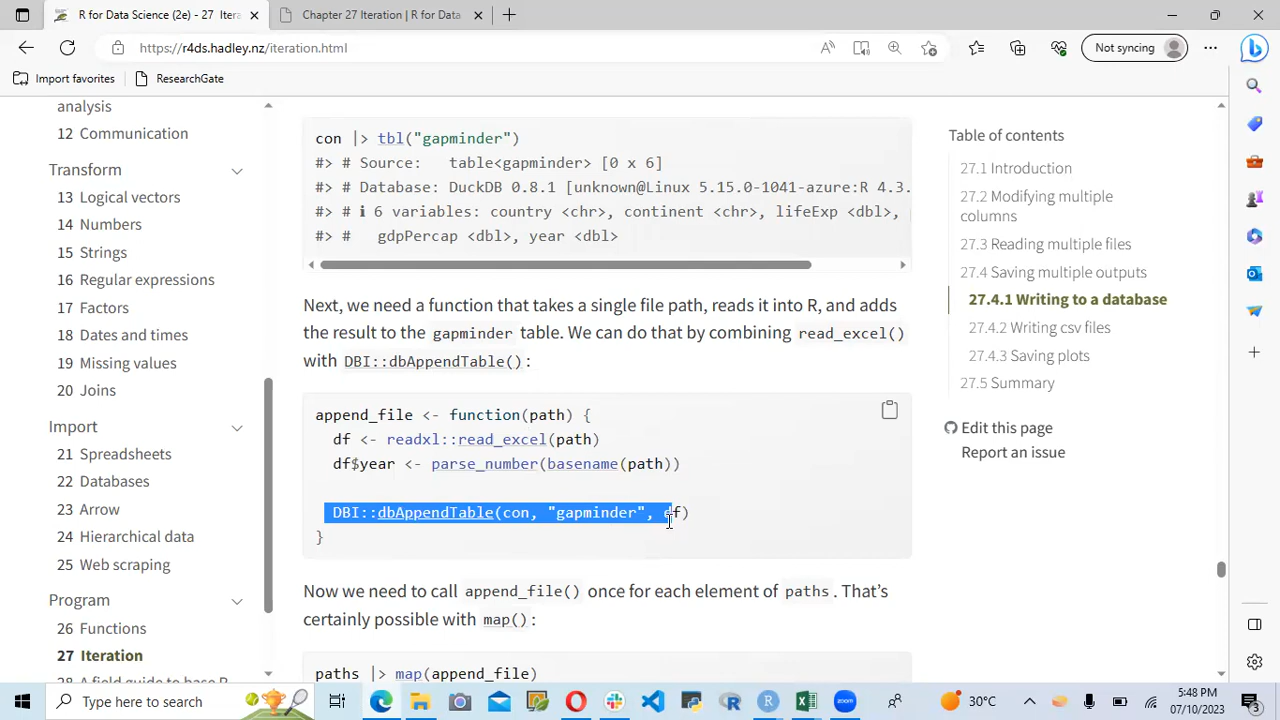 R for Data Science (2e) - 27 Itera
Chapter 27 Iteration | R for Data
https://r4ds.hadley.nz/iteration.html
Not syncing
Import favorites
ResearchGate
analysis
12 Communication
Transform
13 Logical vectors
14 Numbers
15 Strings
16 Regular expressions
17 Factors
18 Dates and times
19 Missing values
20 Joins
Import
21 Spreadsheets
22 Databases
23 Arrow
24 Hierarchical data
25 Web scraping
Program
26 Functions
27 Iteration
28 A field guide to base R
con |> tbl("gapminder")
#> # Source:   table<gapminder> [0 x 6]
#> # Database: DuckDB 0.8.1 [unknown@Linux 5.15.0-1041-azure:R 4.3.
#> # ℹ 6 variables: country <chr>, continent <chr>, lifeExp <dbl>,
#> #   gdpPercap <dbl>, year <dbl>
Next, we need a function that takes a single file path, reads it into R, and adds
the result to the gapminder table. We can do that by combining read_excel()
with DBI::dbAppendTable():
append_file <- function(path) {
df <- readxl::read_excel(path)
df$year <- parse_number(basename(path))
DBI::dbAppendTable(con, "gapminder", df)
}
Now we need to call append_file() once for each element of paths. That's
certainly possible with map():
paths |> map(append_file)
Table of contents
27.1 Introduction
27.2 Modifying multiple
columns
27.3 Reading multiple files
27.4 Saving multiple outputs
27.4.1 Writing to a database
27.4.2 Writing csv files
27.4.3 Saving plots
27.5 Summary
Edit this page
Report an issue
Type here to search
30°C
5:48 PM
07/10/2023
3